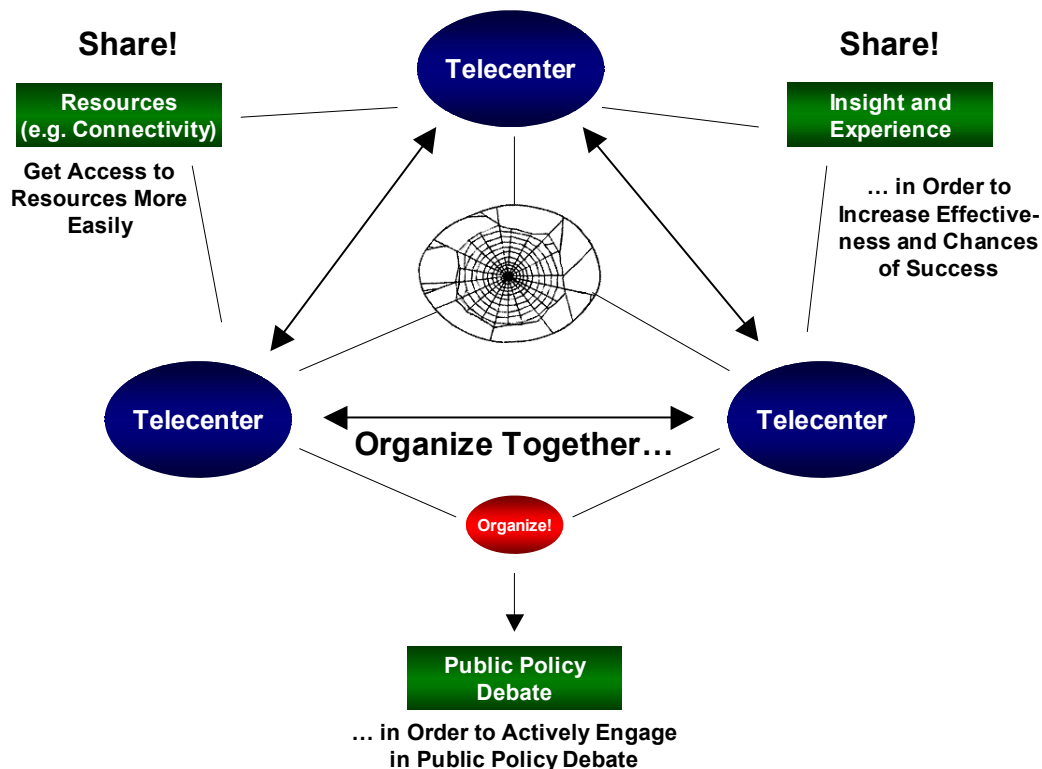 Share!
Share!
Telecenter
Resources
(e.g. Connectivity)
Insight and
Experience
Get Access to
Resources More
Easily
… in Order to
Increase Effective-
ness and Chances
of Success
Telecenter
Telecenter
Organize Together…
Organize!
Public Policy
Debate
… in Order to Actively Engage
in Public Policy Debate